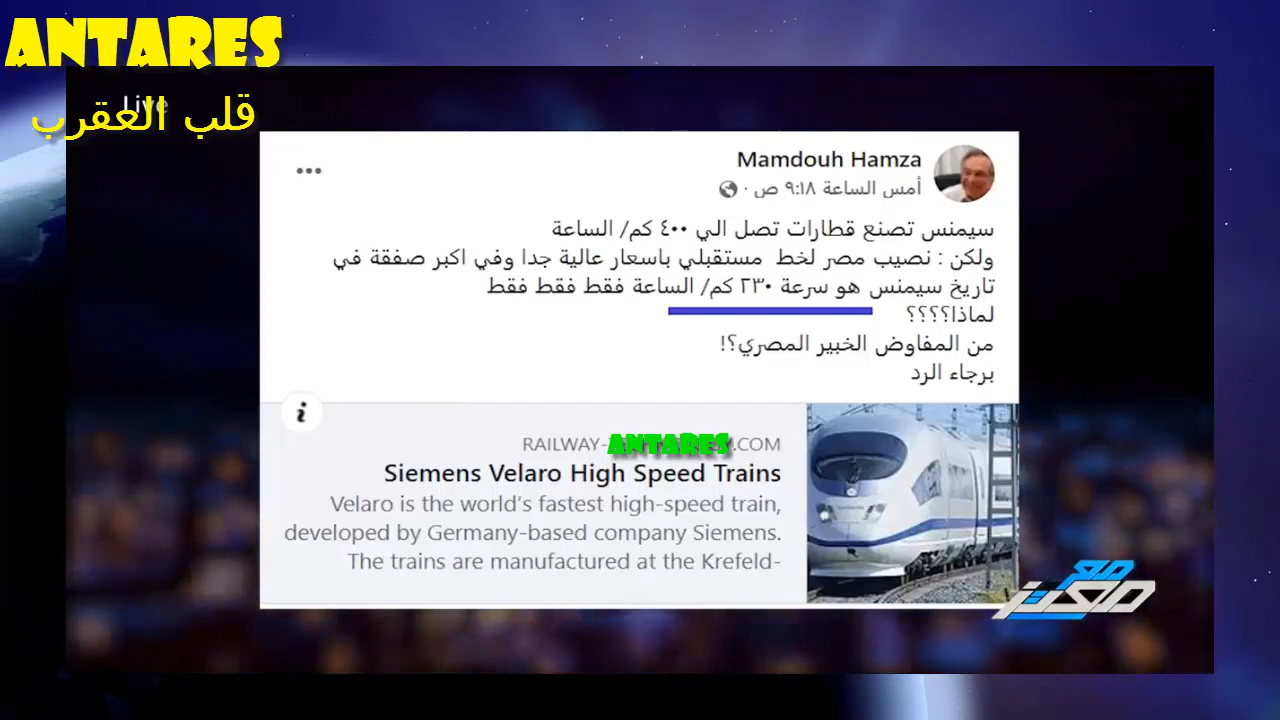 ANTARES
Live
قلب العقرب
Mamdouh Hamza
أمس الساعة ٩:١٨ ص ·
سيمنس تصنع قطارات تصل الي ٤٠٠ كم/ الساعة
ولكن : نصيب مصر لخط مستقبلي باسعار عالية جدا وفي اكبر صفقة في
تاريخ سيمنس هو سرعة ٢٣٠ كم/ الساعة فقط فقط فقط
لماذا؟؟؟؟
من المفاوض الخبير المصري؟!
برجاء الرد
RAILWAY- .COM
ANTARES
Siemens Velaro High Speed Trains
Velaro is the world's fastest high-speed train,
developed by Germany-based company Siemens.
The trains are manufactured at the Krefeld-
مع معتز